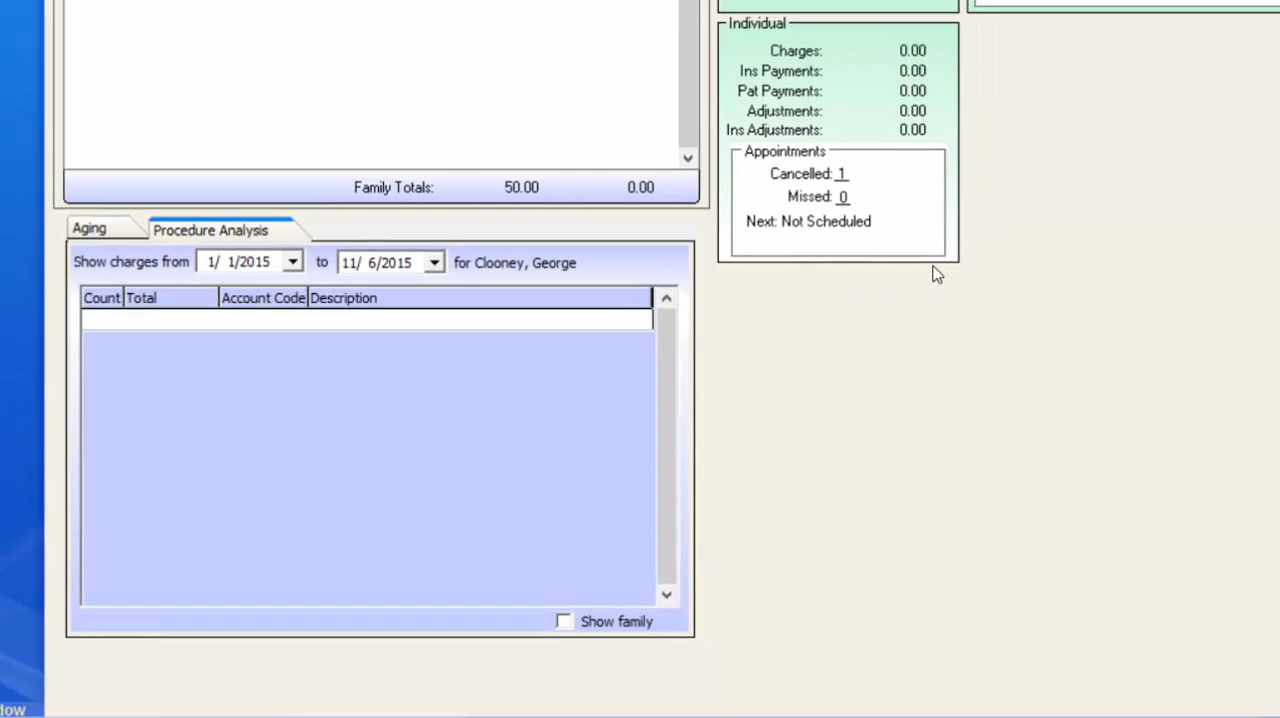 Individual
Charges: 0.00
Ins Payments: 0.00
Pat Payments: 0.00
Adjustments: 0.00
Ins Adjustments: 0.00
Appointments
Cancelled: 1
Missed: 0
Next: Not Scheduled
Family Totals: 50.00 0.00
Aging Procedure Analysis
Show charges from 1/ 1/2015 to 11/ 6/2015 for Clooney, George
Count Total Account Code Description
Show family
dow